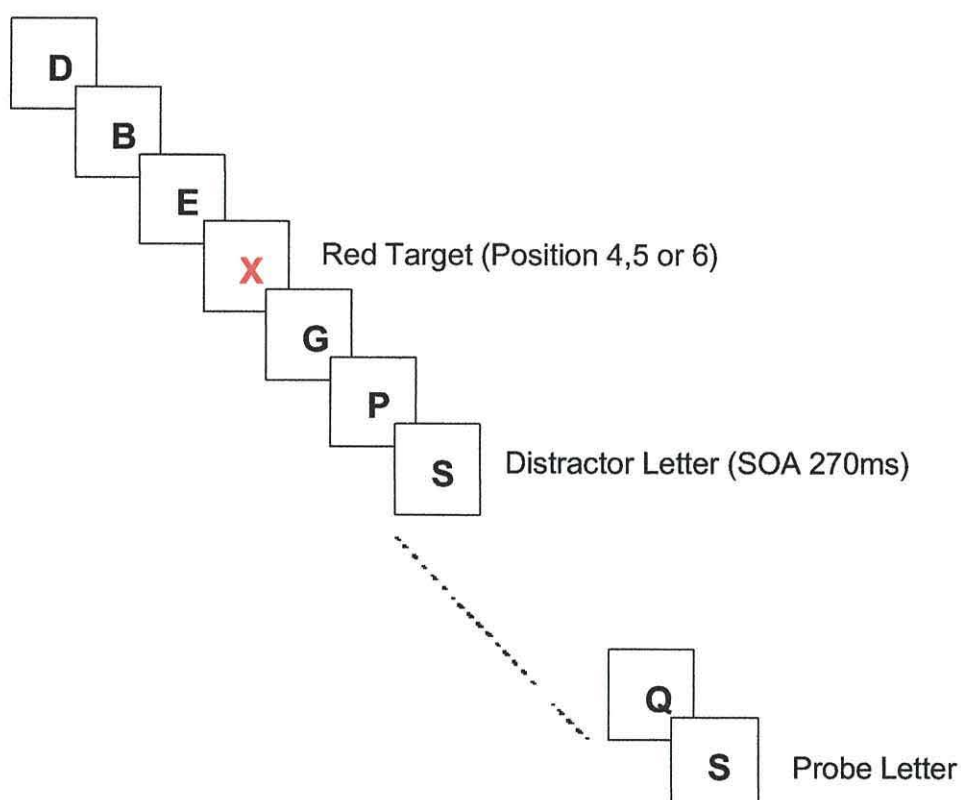 D
B
E
X
Red Target (Position 4,5 or 6)
G
P
S
Distractor Letter (SOA 270ms)
Q
S
Probe Letter